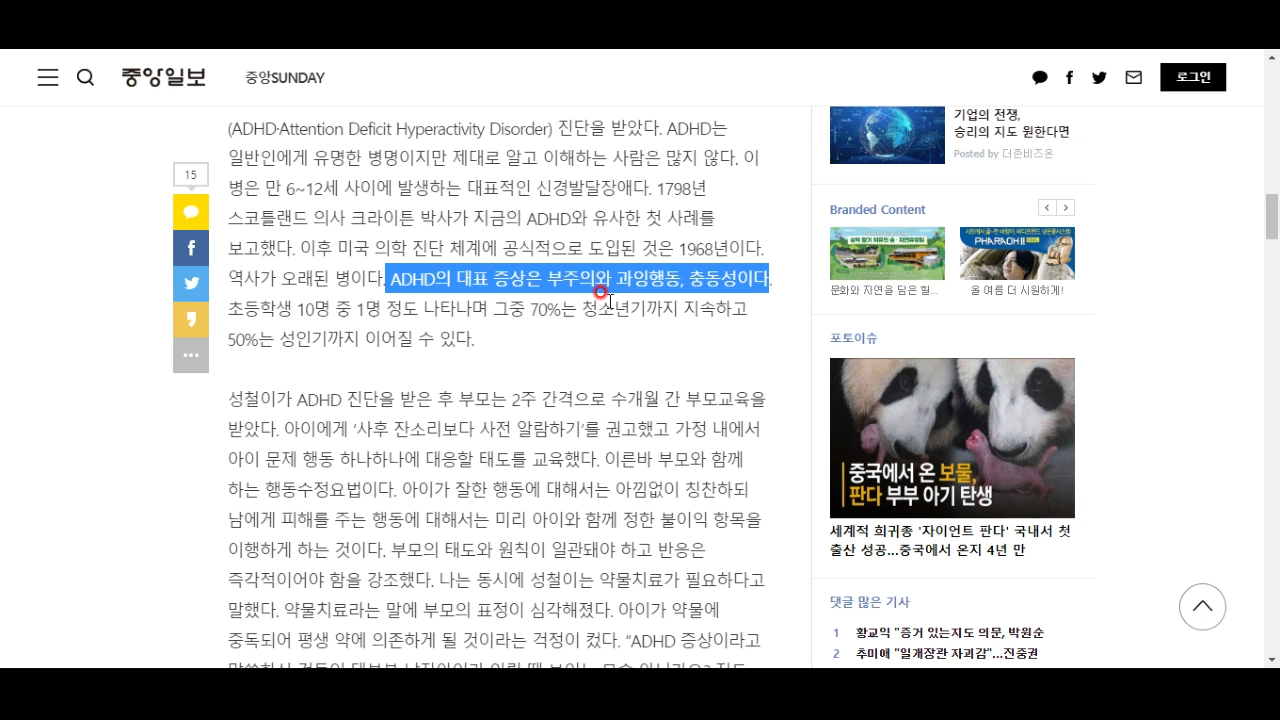 중앙일보
중앙SUNDAY
로그인
(ADHD·Attention Deficit Hyperactivity Disorder) 진단을 받았다. ADHD는
일반인에게 유명한 병명이지만 제대로 알고 이해하는 사람은 많지 않다. 이
병은 만 6~12세 사이에 발생하는 대표적인 신경발달장애다. 1798년
스코틀랜드 의사 크라이튼 박사가 지금의 ADHD와 유사한 첫 사례를
보고했다. 이후 미국 의학 진단 체계에 공식적으로 도입된 것은 1968년이다.
역사가 오래된 병이다. ADHD의 대표 증상은 부주의와 과잉행동, 충동성이다.
초등학생 10명 중 1명 정도 나타나며 그중 70%는 청소년기까지 지속하고
50%는 성인기까지 이어질 수 있다.
성철이가 ADHD 진단을 받은 후 부모는 2주 간격으로 수개월 간 부모교육을
받았다. 아이에게 ‘사후 잔소리보다 사전 알람하기’를 권고했고 가정 내에서
아이 문제 행동 하나하나에 대응할 태도를 교육했다. 이른바 부모와 함께
하는 행동수정요법이다. 아이가 잘한 행동에 대해서는 아낌없이 칭찬하되
남에게 피해를 주는 행동에 대해서는 미리 아이와 함께 정한 불이익 항목을
이행하게 하는 것이다. 부모의 태도와 원칙이 일관돼야 하고 반응은
즉각적이어야 함을 강조했다. 나는 동시에 성철이는 약물치료가 필요하다고
말했다. 약물치료라는 말에 부모의 표정이 심각해졌다. 아이가 약물에
중독되어 평생 약에 의존하게 될 것이라는 걱정이 컸다. “ADHD 증상이라고
15
기업의 전쟁,
승리의 지도 원한다면
Posted by 더존비즈온
Branded Content
PHARAOH II
문화와 자연을 담은 힐...
올 여름 더 시원하게!
포토이슈
중국에서 온 보물,
판다 부부 아기 탄생
세계적 희귀종 '자이언트 판다' 국내서 첫
출산 성공...중국에서 온지 4년 만
댓글 많은 기사
1 황교익 "증거 있는지도 의문, 박원순
2 추미애 "일개장관 자괴감"...진중권